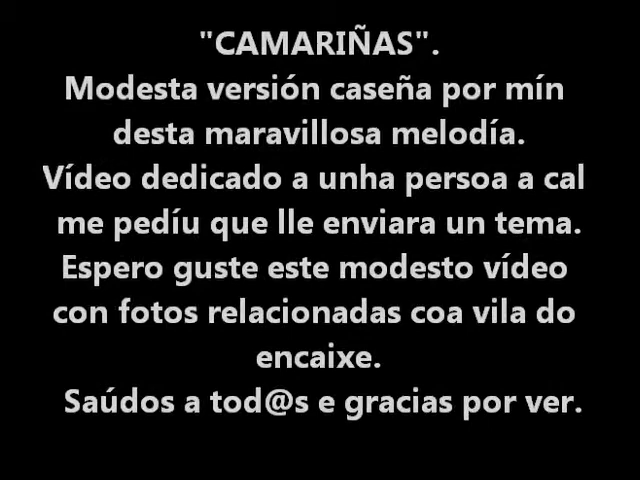 "CAMARIÑAS".
Modesta versión caseña por mín
desta maravillosa melodía.
Vídeo dedicado a unha persoa a cal
me pedíu que lle enviara un tema.
Espero guste este modesto vídeo
con fotos relacionadas coa vila do
encaixe.
Saúdos a tod@s e gracias por ver.